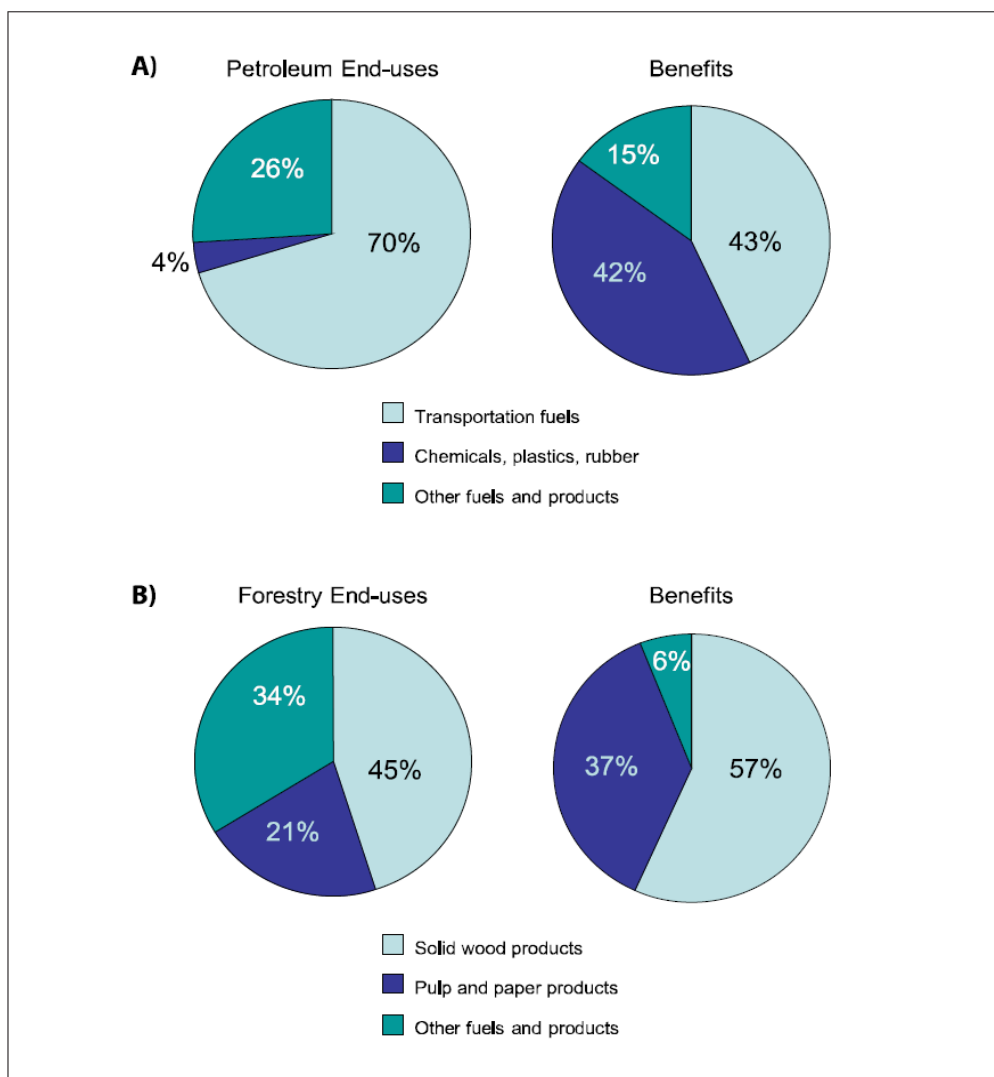 A)
Petroleum End-uses
Benefits
26%
70%
4%
15%
43%
42%
Transportation fuels
Chemicals, plastics, rubber
Other fuels and products
B)
Forestry End-uses
Benefits
34%
45%
21%
6%
37%
57%
Solid wood products
Pulp and paper products
Other fuels and products